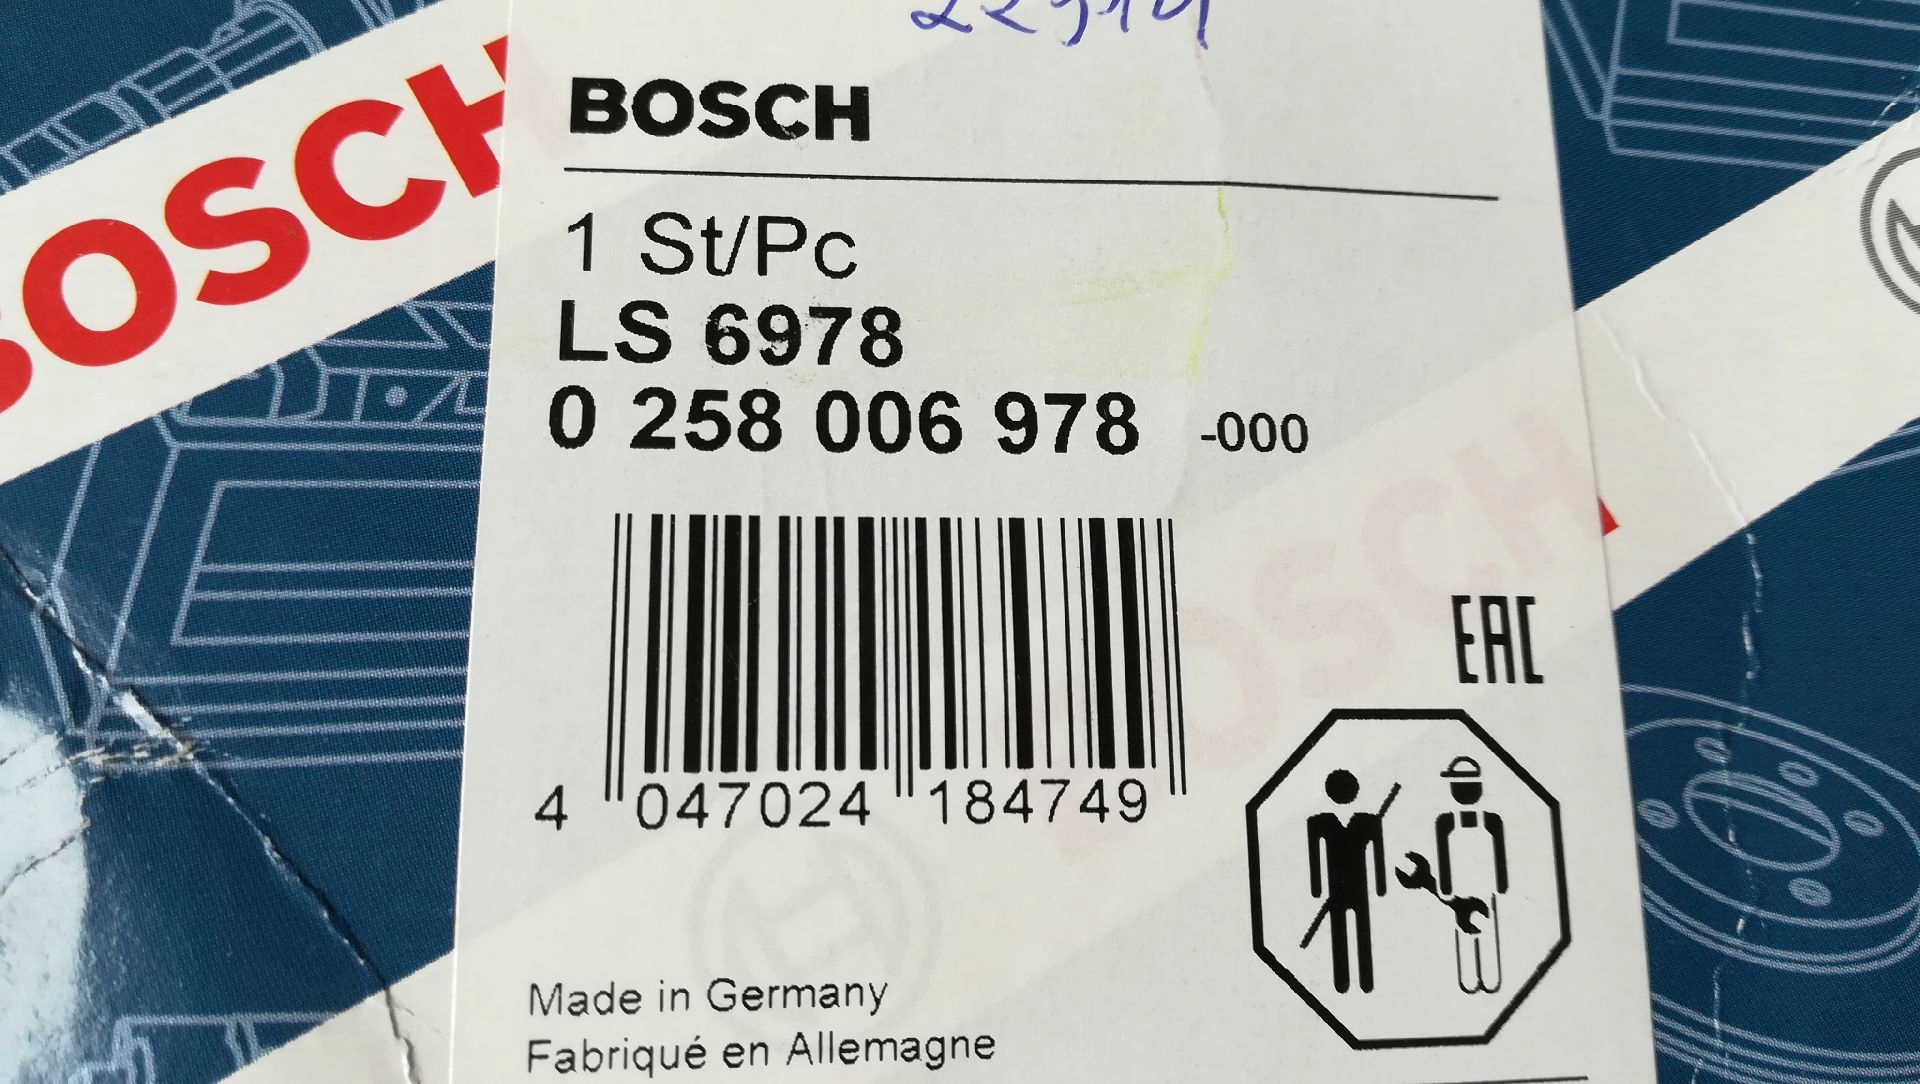 BOSCH
BOSCH
1 St/Pc
LS 6978
0 258 006 978 -000
4 047024 184749
EAC
Made in Germany
Fabriqué en Allemagne